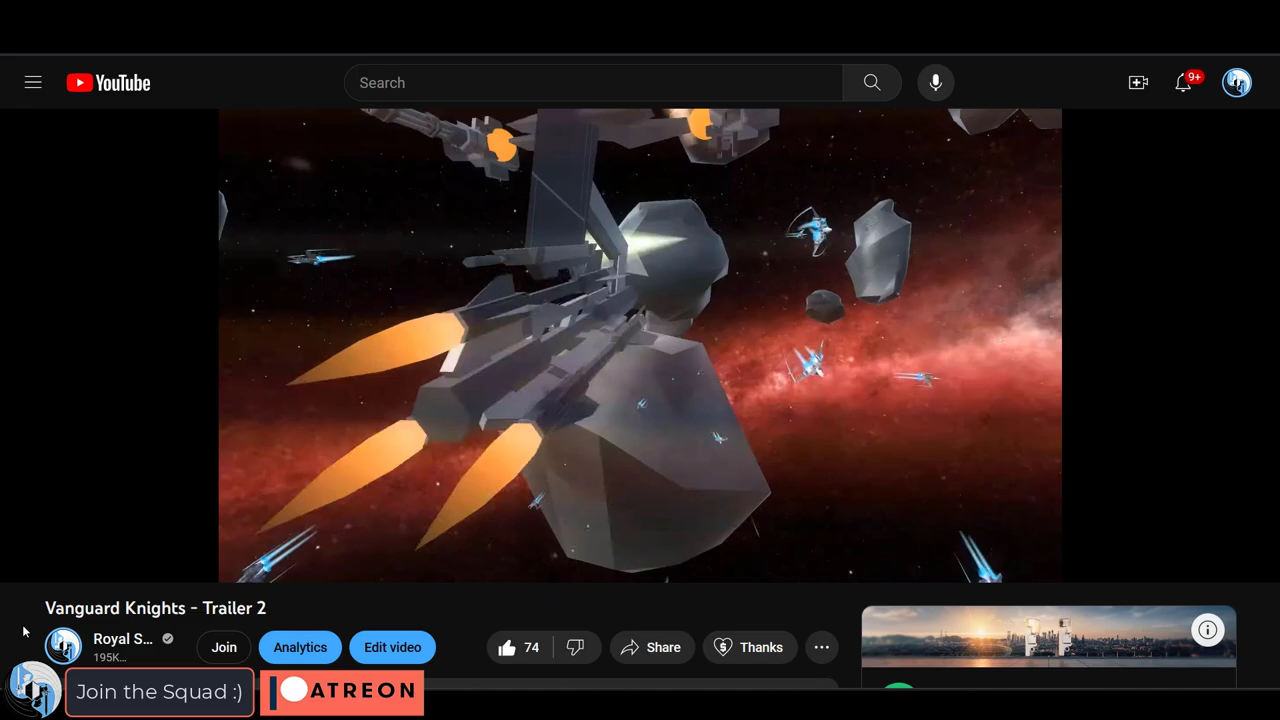 YouTube
Search
9+
Vanguard Knights - Trailer 2
Royal S...
195K...
Join
Analytics
Edit video
74
Share
Thanks
Join the Squad :)
PATREON